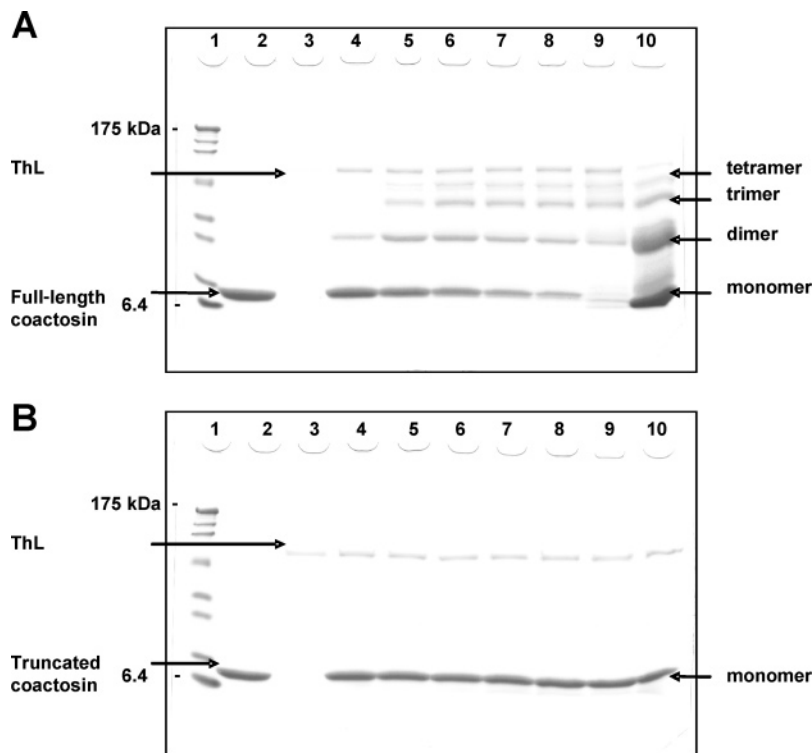 A
1 2 3 4 5 6 7 8 9 10
175 kDa -
ThL
tetramer
trimer
dimer
monomer
Full-length
coactosin
6.4 -
B
1 2 3 4 5 6 7 8 9 10
175 kDa -
ThL
Truncated
coactosin
6.4 -
monomer